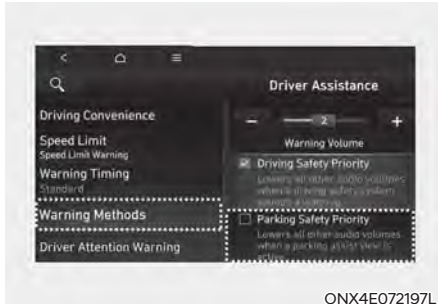 Driver Assistance
Driving Convenience
Speed Limit
Speed Limit Warning
Warning Timing
Standard
Warning Methods
Driver Attention Warning
− 2 +
Warning Volume
Driving Safety Priority
Lowers all other audio volumes
when a driving safety system
sounds a warning
Parking Safety Priority
Lowers all other audio volumes
when a parking assist view is
active
ONX4E072197L